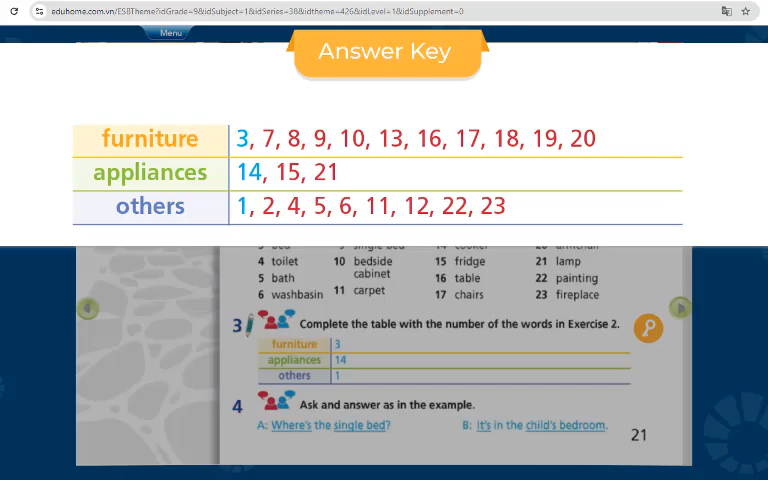 eduhome.com.vn/ESBTheme?idGrade=9&idSubject=1&idSeries=38&idtheme=426&idLevel=1&idSupplement=0
Menu
Answer Key
furniture 3, 7, 8, 9, 10, 13, 16, 17, 18, 19, 20
appliances 14, 15, 21
others 1, 2, 4, 5, 6, 11, 12, 22, 23
4 toilet 10 bedside cabinet 15 fridge 21 lamp
5 bath 16 table 22 painting
6 washbasin 11 carpet 17 chairs 23 fireplace
3 Complete the table with the number of the words in Exercise 2.
furniture 3
appliances 14
others 1
4 Ask and answer as in the example.
A: Where's the single bed? B: It's in the child's bedroom.
21